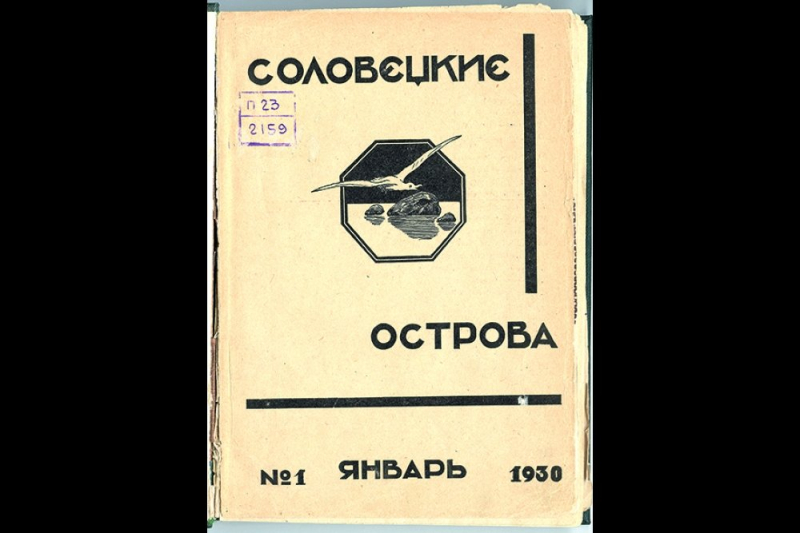 СОЛОВЕЦКИЕ
П 23
2159
ОСТРОВА
№1 ЯНВАРЬ 1930